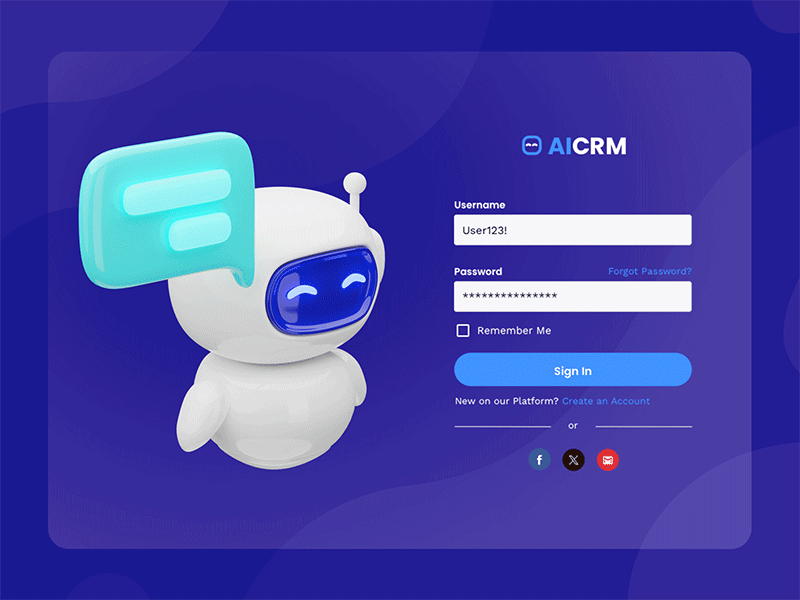 AICRM
Username
User123!
Password Forgot Password?
***************
Remember Me
Sign In
New on our Platform? Create an Account
or
f X